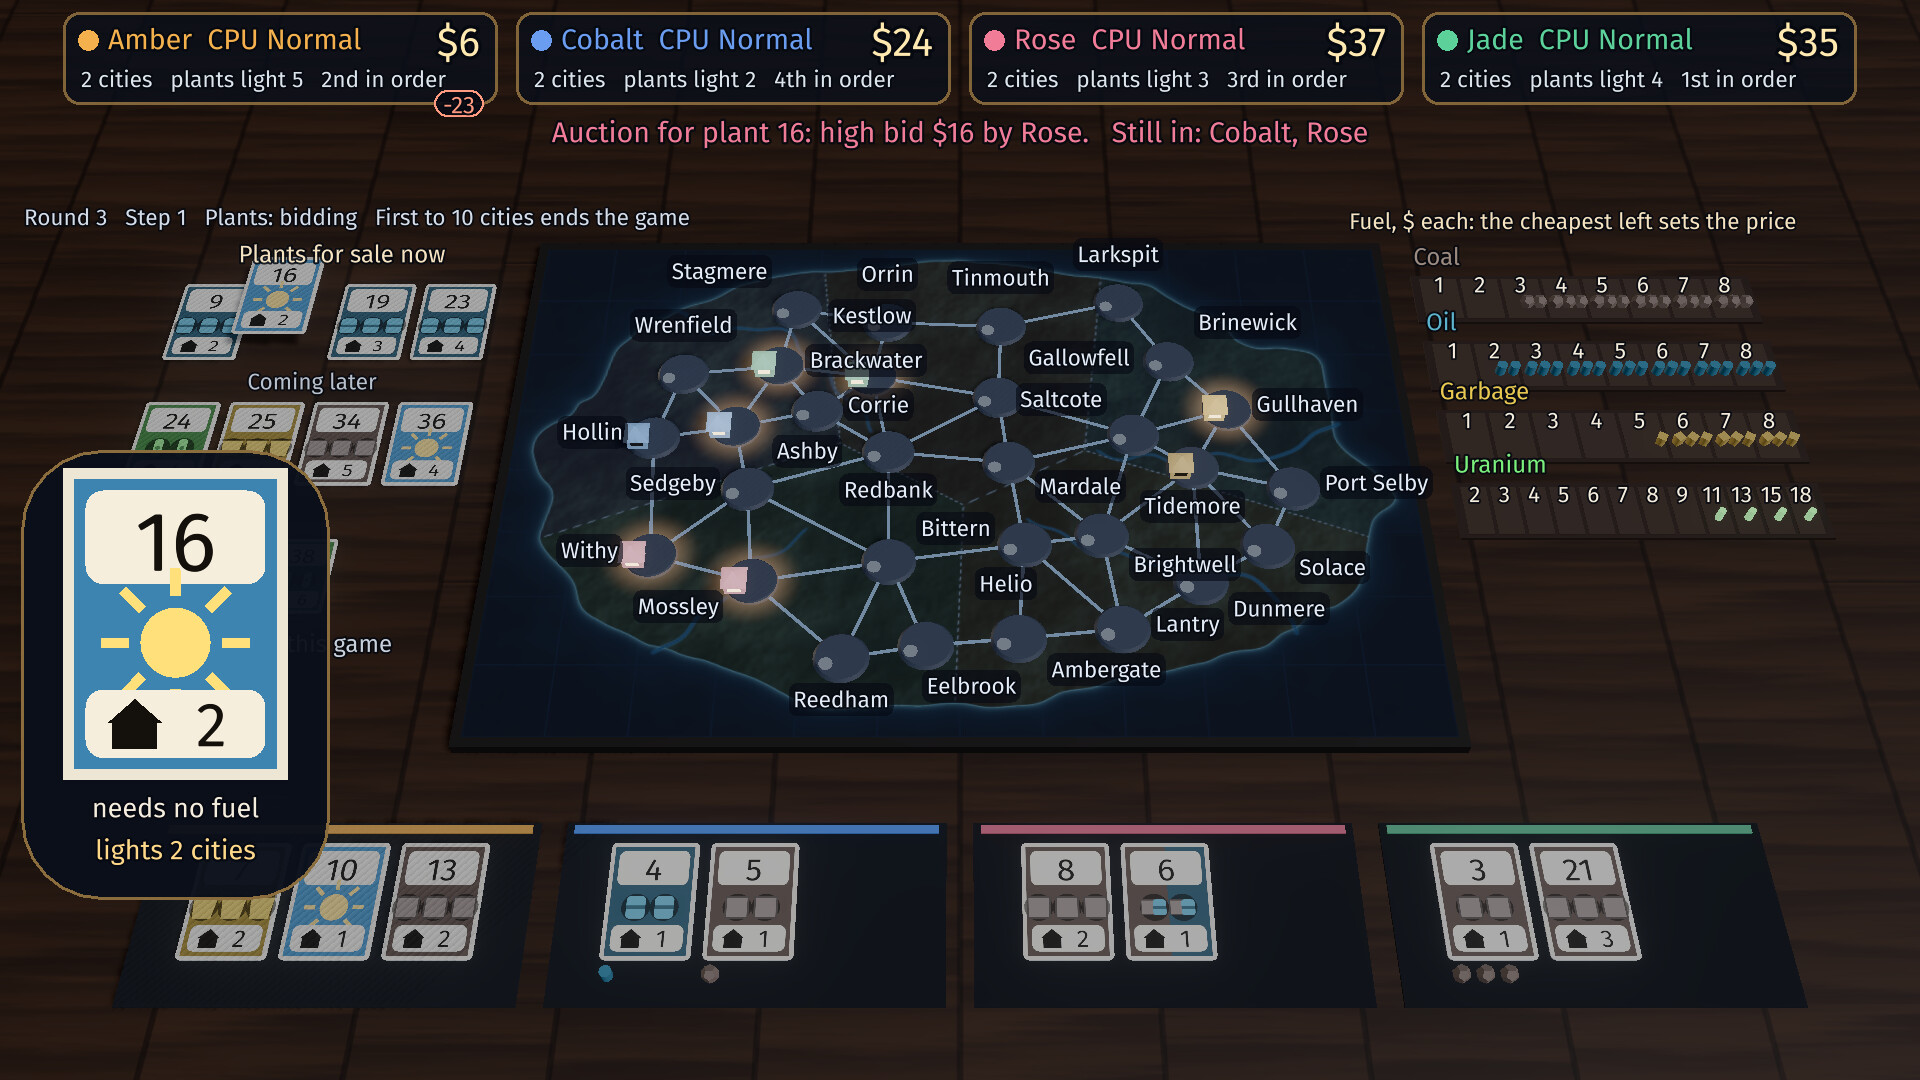 Amber CPU Normal $6
2 cities plants light 5 2nd in order
-23
Cobalt CPU Normal $24
2 cities plants light 2 4th in order
Rose CPU Normal $37
2 cities plants light 3 3rd in order
Jade CPU Normal $35
2 cities plants light 4 1st in order
Auction for plant 16: high bid $16 by Rose. Still in: Cobalt, Rose
Round 3 Step 1 Plants: bidding First to 10 cities ends the game
Plants for sale now
9 16 19 23
2 2 3 4
Coming later
24 25 34 36
5 4
game
16
2
needs no fuel
lights 2 cities
Fuel, $ each: the cheapest left sets the price
Coal
1 2 3 4 5 6 7 8
Oil
1 2 3 4 5 6 7 8
Garbage
1 2 3 4 5 6 7 8
Uranium
2 3 4 5 6 7 8 9 11 13 15 18
Larkspit
Stagmere
Orrin
Tinmouth
Wrenfield
Kestlow
Brinewick
Brackwater
Gallowfell
Saltcote
Corrie
Gullhaven
Hollin
Ashby
Sedgeby
Redbank
Mardale
Port Selby
Tidemore
Bittern
Withy
Helio
Brightwell
Solace
Mossley
Dunmere
Lantry
Ambergate
Eelbrook
Reedham
10 13
2 1 2
4 5
1 1
8 6
2 1
3 21
1 3